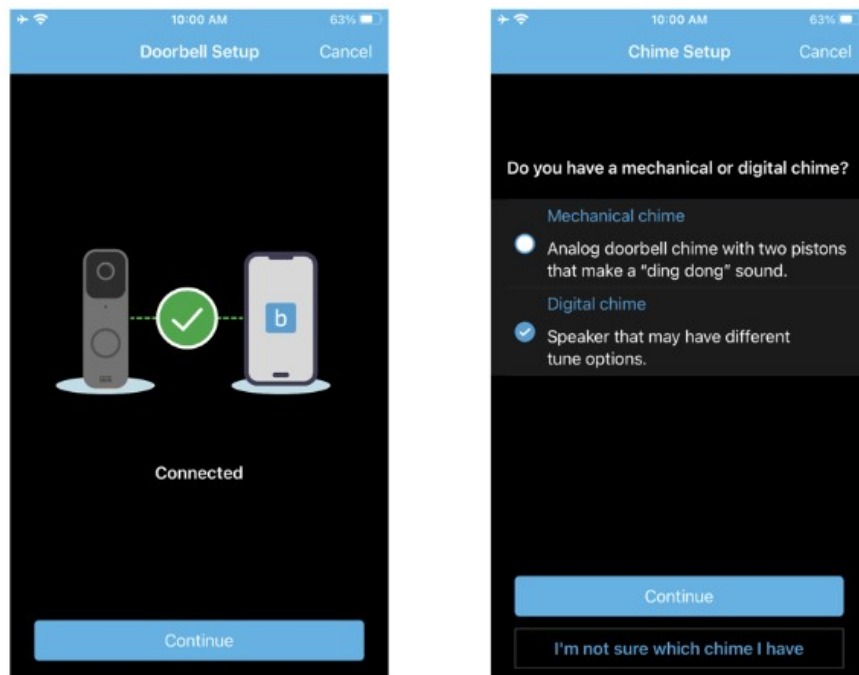 10:00 AM
63%
Doorbell Setup
Cancel
b
Connected
Continue
10:00 AM
63%
Chime Setup
Cancel
Do you have a mechanical or digital chime?
Mechanical chime
Analog doorbell chime with two pistons
that make a “ding dong” sound.
Digital chime
Speaker that may have different
tune options.
Continue
I'm not sure which chime I have